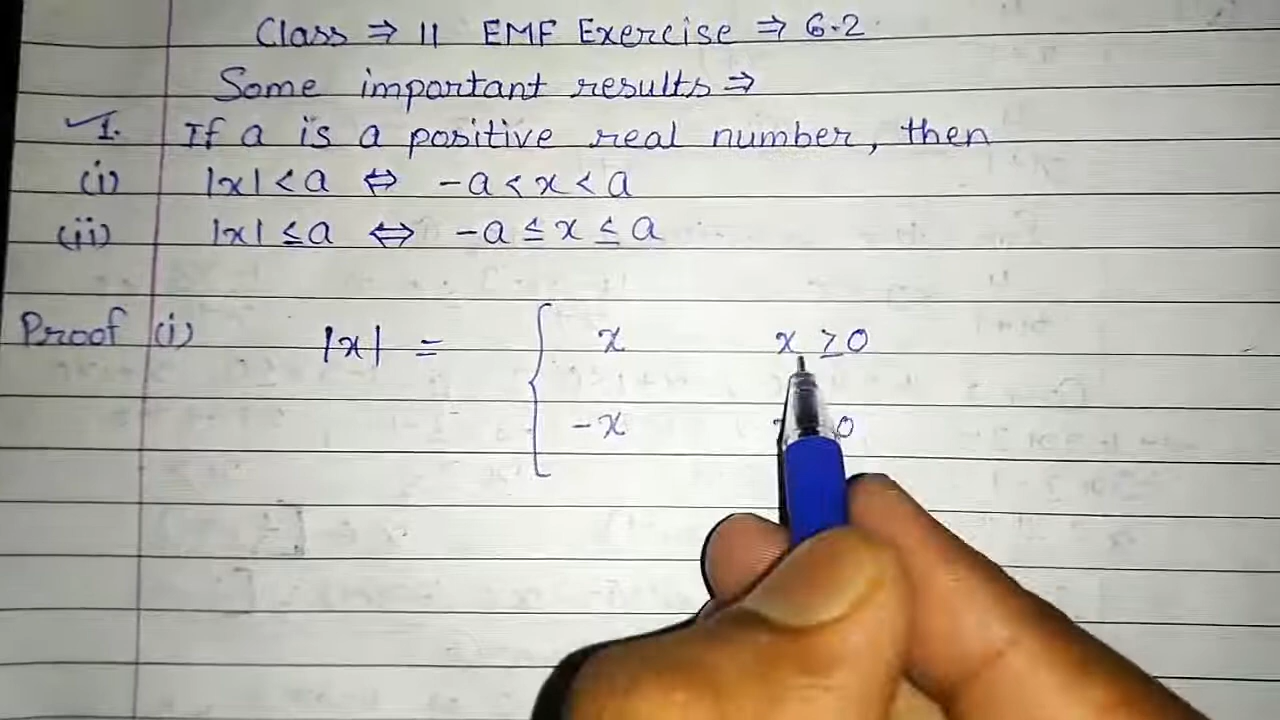 Class ⇒ 11 EMF Exercise ⇒ 6.2
Some important results ⇒
1. If a is a positive real number, then
(i) |x| < a ⇔ -a < x < a
(ii) |x| ≤ a ⇔ -a ≤ x ≤ a
Proof (i) |x| = { x x ≥ 0
-x 0